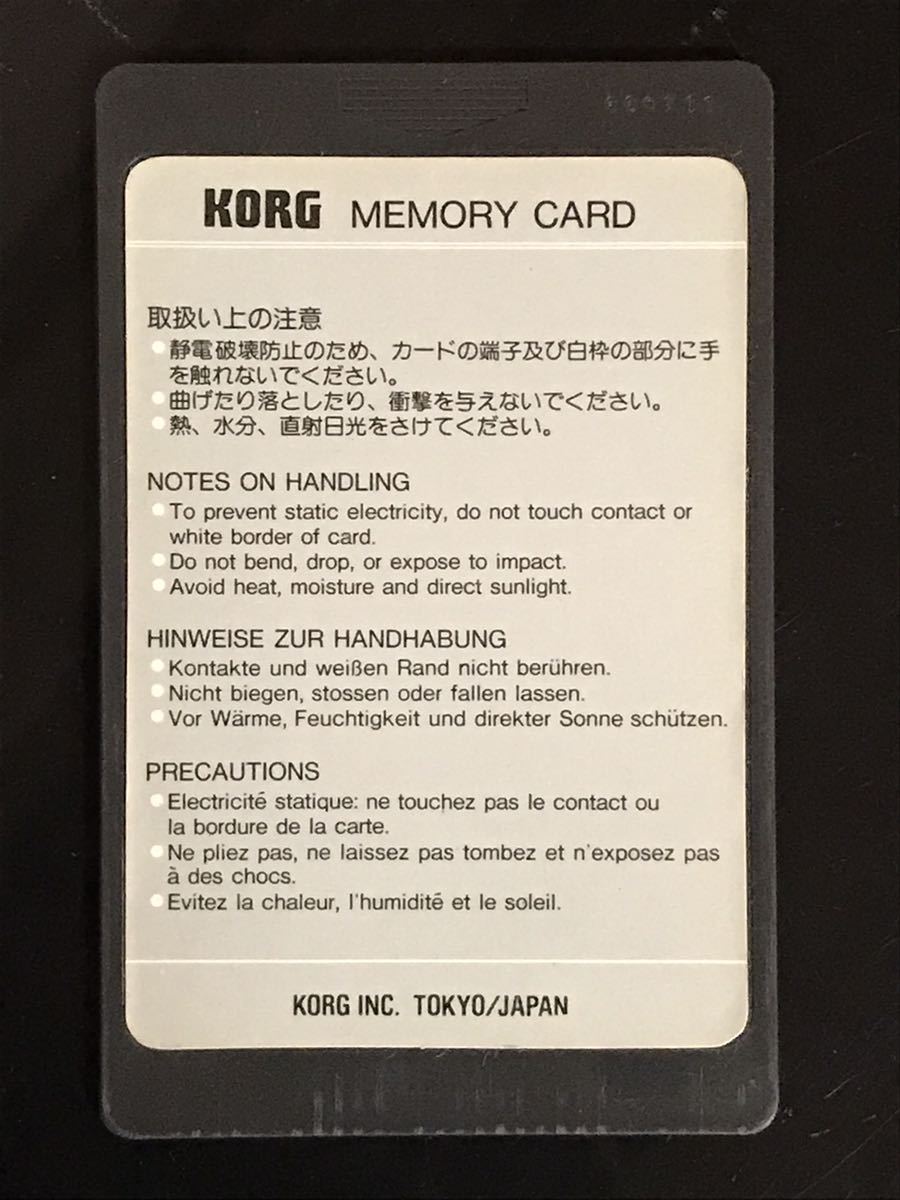 KORG MEMORY CARD
取扱い上の注意
●静電破壊防止のため、カードの端子及び白枠の部分に手
を触れないでください。
●曲げたり落としたり、衝撃を与えないでください。
●熱、水分、直射日光をさけてください。
NOTES ON HANDLING
●To prevent static electricity, do not touch contact or
white border of card.
●Do not bend, drop, or expose to impact.
●Avoid heat, moisture and direct sunlight.
HINWEISE ZUR HANDHABUNG
●Kontakte und weißen Rand nicht berühren.
●Nicht biegen, stossen oder fallen lassen.
●Vor Wärme, Feuchtigkeit und direkter Sonne schützen.
PRECAUTIONS
●Electricité statique: ne touchez pas le contact ou
la bordure de la carte.
●Ne pliez pas, ne laissez pas tombez et n'exposez pas
à des chocs.
●Evitez la chaleur, l'humidité et le soleil.
KORG INC. TOKYO/JAPAN